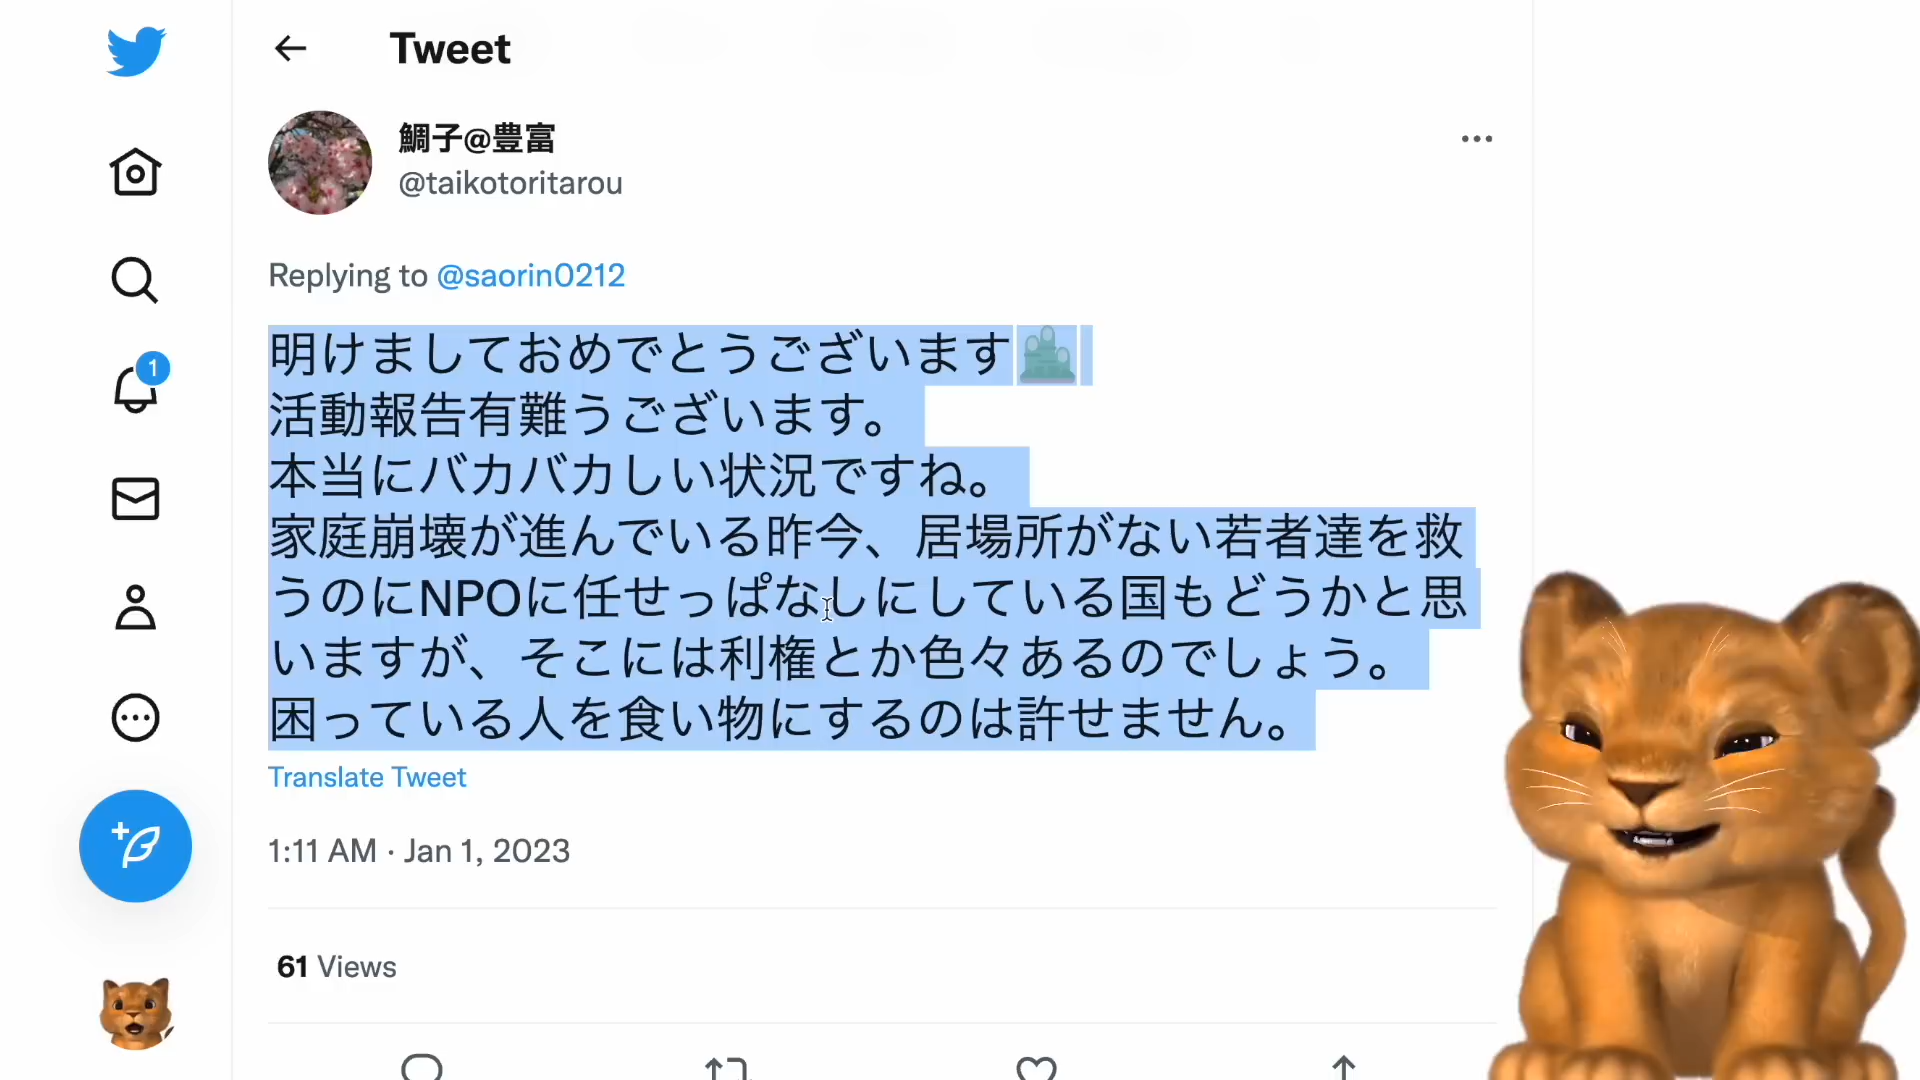 Tweet
鯛子@豊富
@taikotoritarou
Replying to @saorin0212
明けましておめでとうございます🎍
活動報告有難うございます。
本当にバカバカしい状況ですね。
家庭崩壊が進んでいる昨今、居場所がない若者達を救
うのにNPOに任せっぱなしにしている国もどうかと思
いますが、そこには利権とか色々あるのでしょう。
困っている人を食い物にするのは許せません。
Translate Tweet
1:11 AM · Jan 1, 2023
61 Views
1